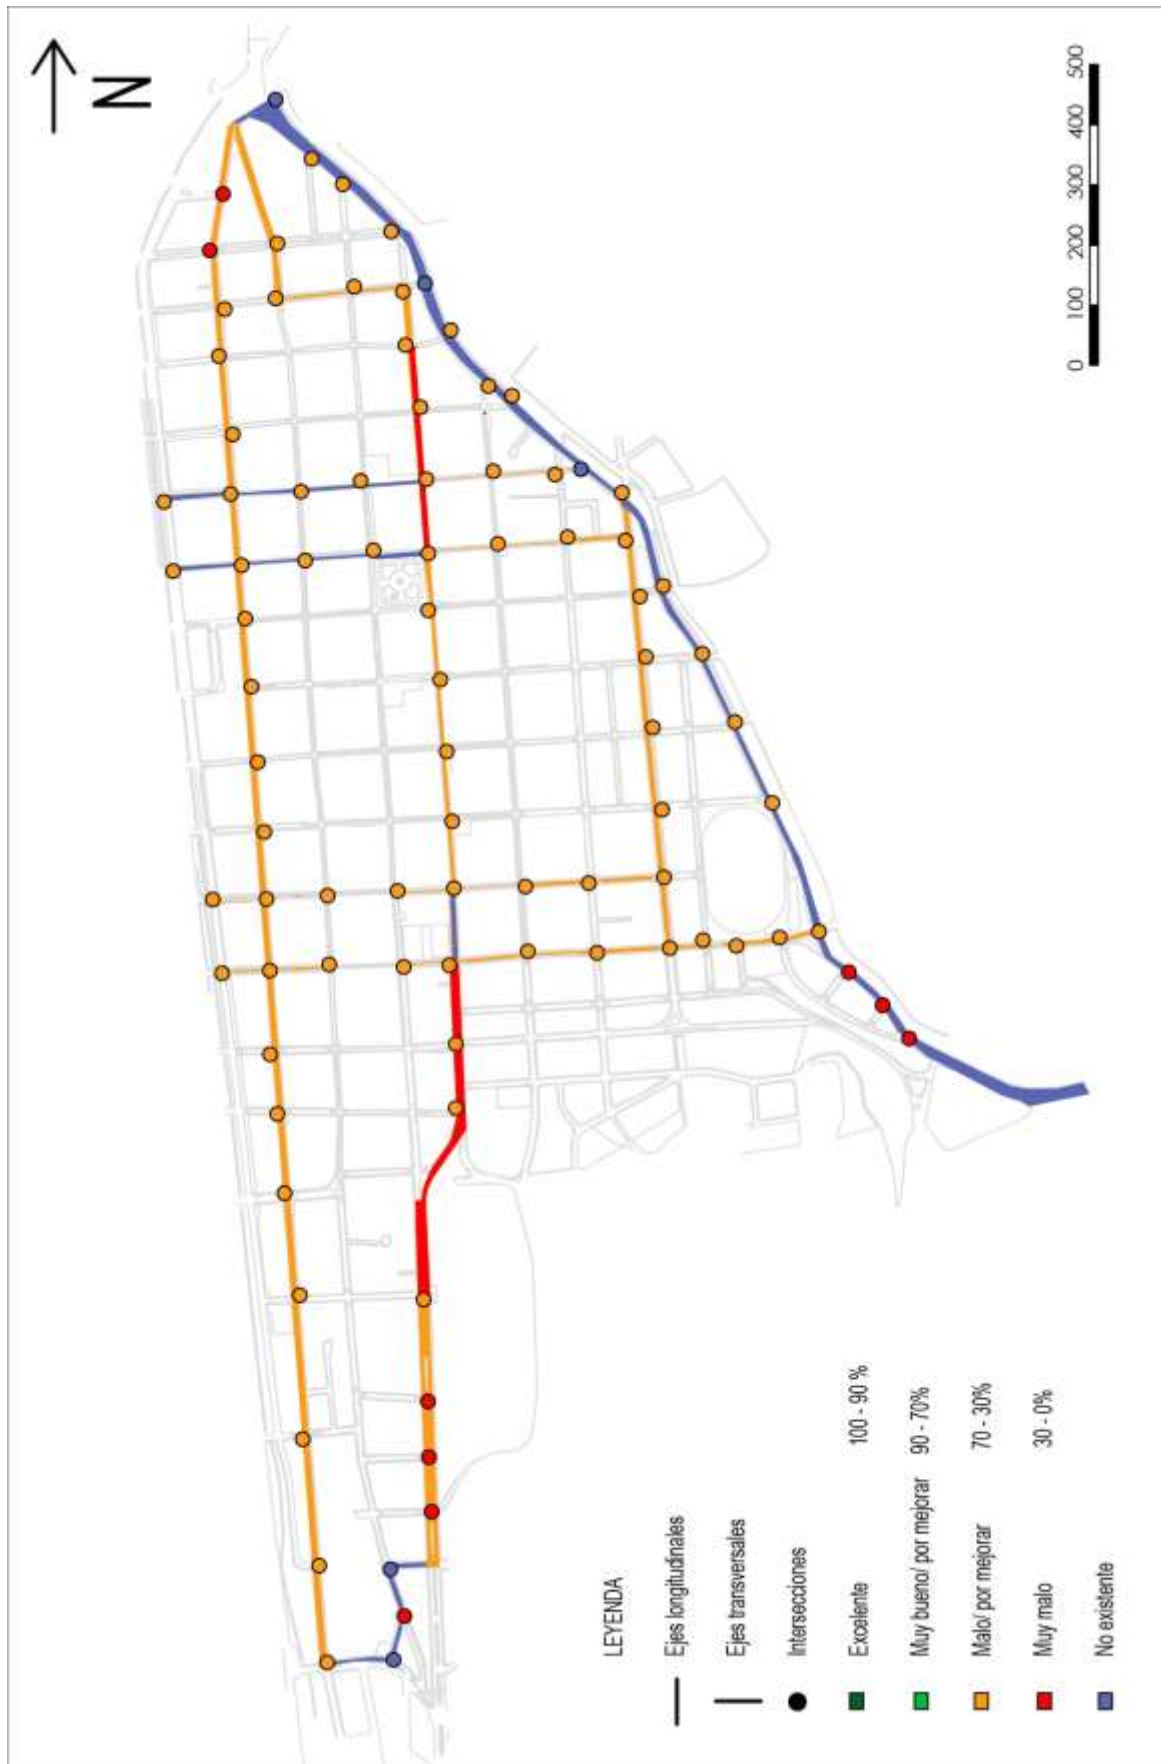 N
0 100 200 300 400 500
LEYENDA
Ejes longitudinales
Ejes transversales
Intersecciones
Excelente 100 - 90 %
Muy bueno/ por mejorar 90 - 70%
Malo/ por mejorar 70 - 30%
Muy malo 30 - 0%
No existente